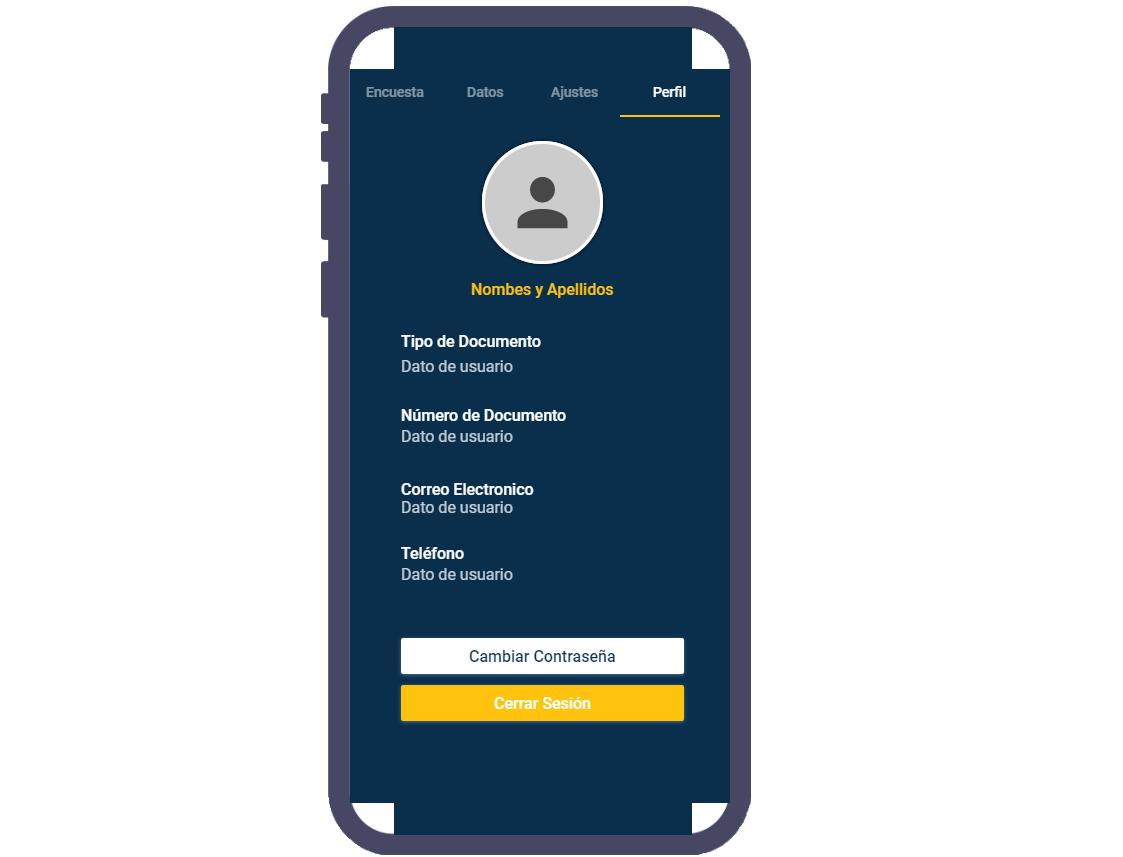 Encuesta Datos Ajustes Perfil
Nombes y Apellidos
Tipo de Documento
Dato de usuario
Número de Documento
Dato de usuario
Correo Electronico
Dato de usuario
Teléfono
Dato de usuario
Cambiar Contraseña
Cerrar Sesión